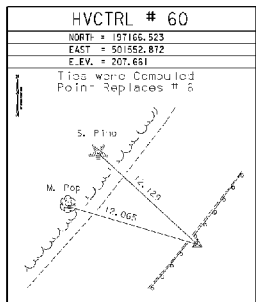 HVCTRL # 60
NORTH = 197166.523
EAST = 501552.872
ELEV. = 207.661
Ties were Computed
Point Replaces # 6
S. Pine
M. Pop
12.124
12.065